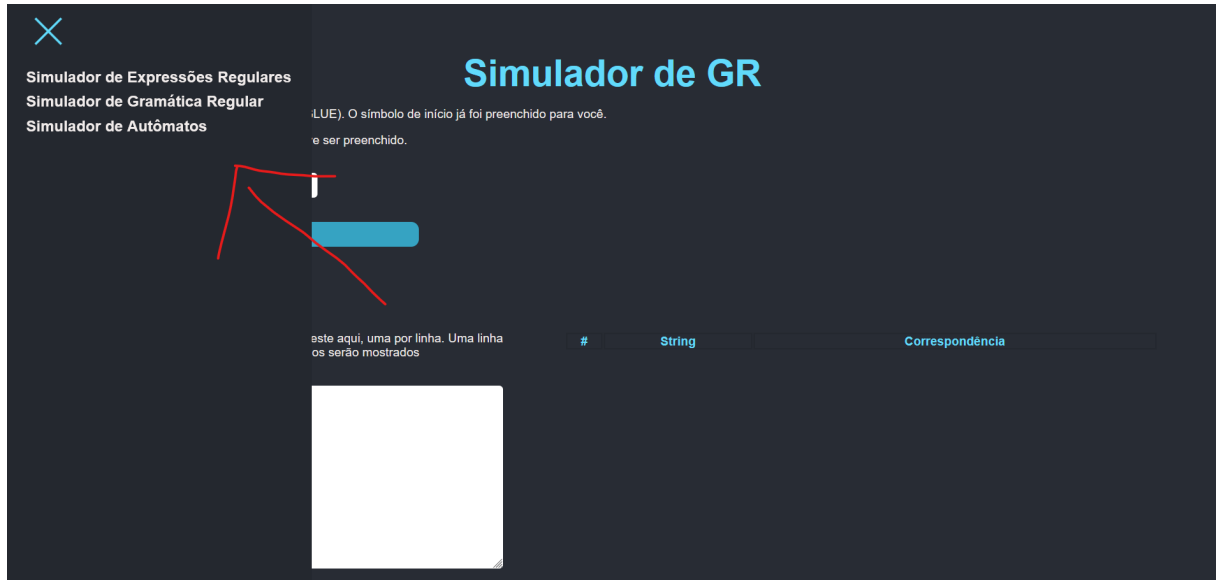 Simulador de Expressões Regulares
Simulador de Gramática Regular
Simulador de Autômatos
Simulador de GR
LUE). O símbolo de início já foi preenchido para você.
e ser preenchido.
este aqui, uma por linha. Uma linha
os serão mostrados
# String Correspondência